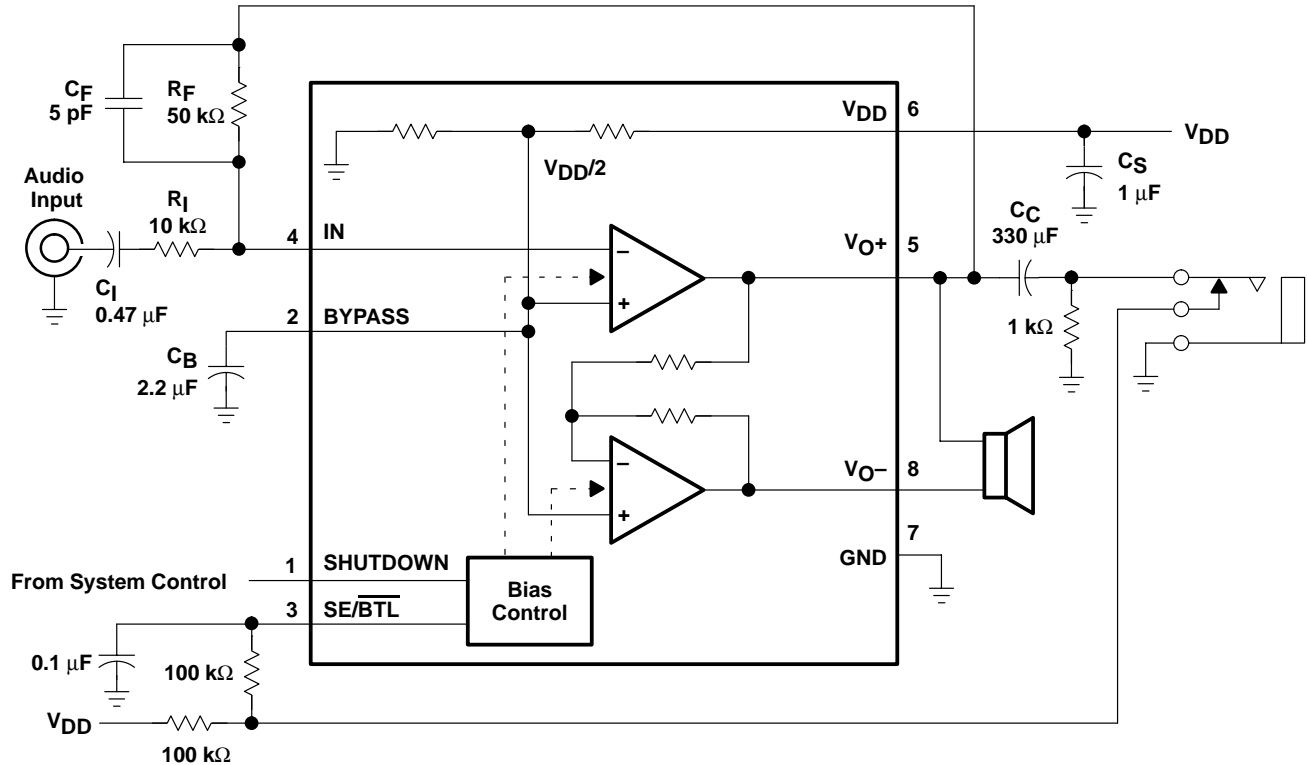 CF
5 pF
RF
50 kΩ
Audio
Input
RI
10 kΩ
CI
0.47 μF
CB
2.2 μF
4
IN
2
BYPASS
VDD/2
VDD
6
VDD
CS
1 μF
CC
330 μF
VO+
5
1 kΩ
–
+
–
+
VO–
8
7
GND
From System Control
1
SHUTDOWN
3
SE/BTL
Bias
Control
0.1 μF
100 kΩ
VDD
100 kΩ